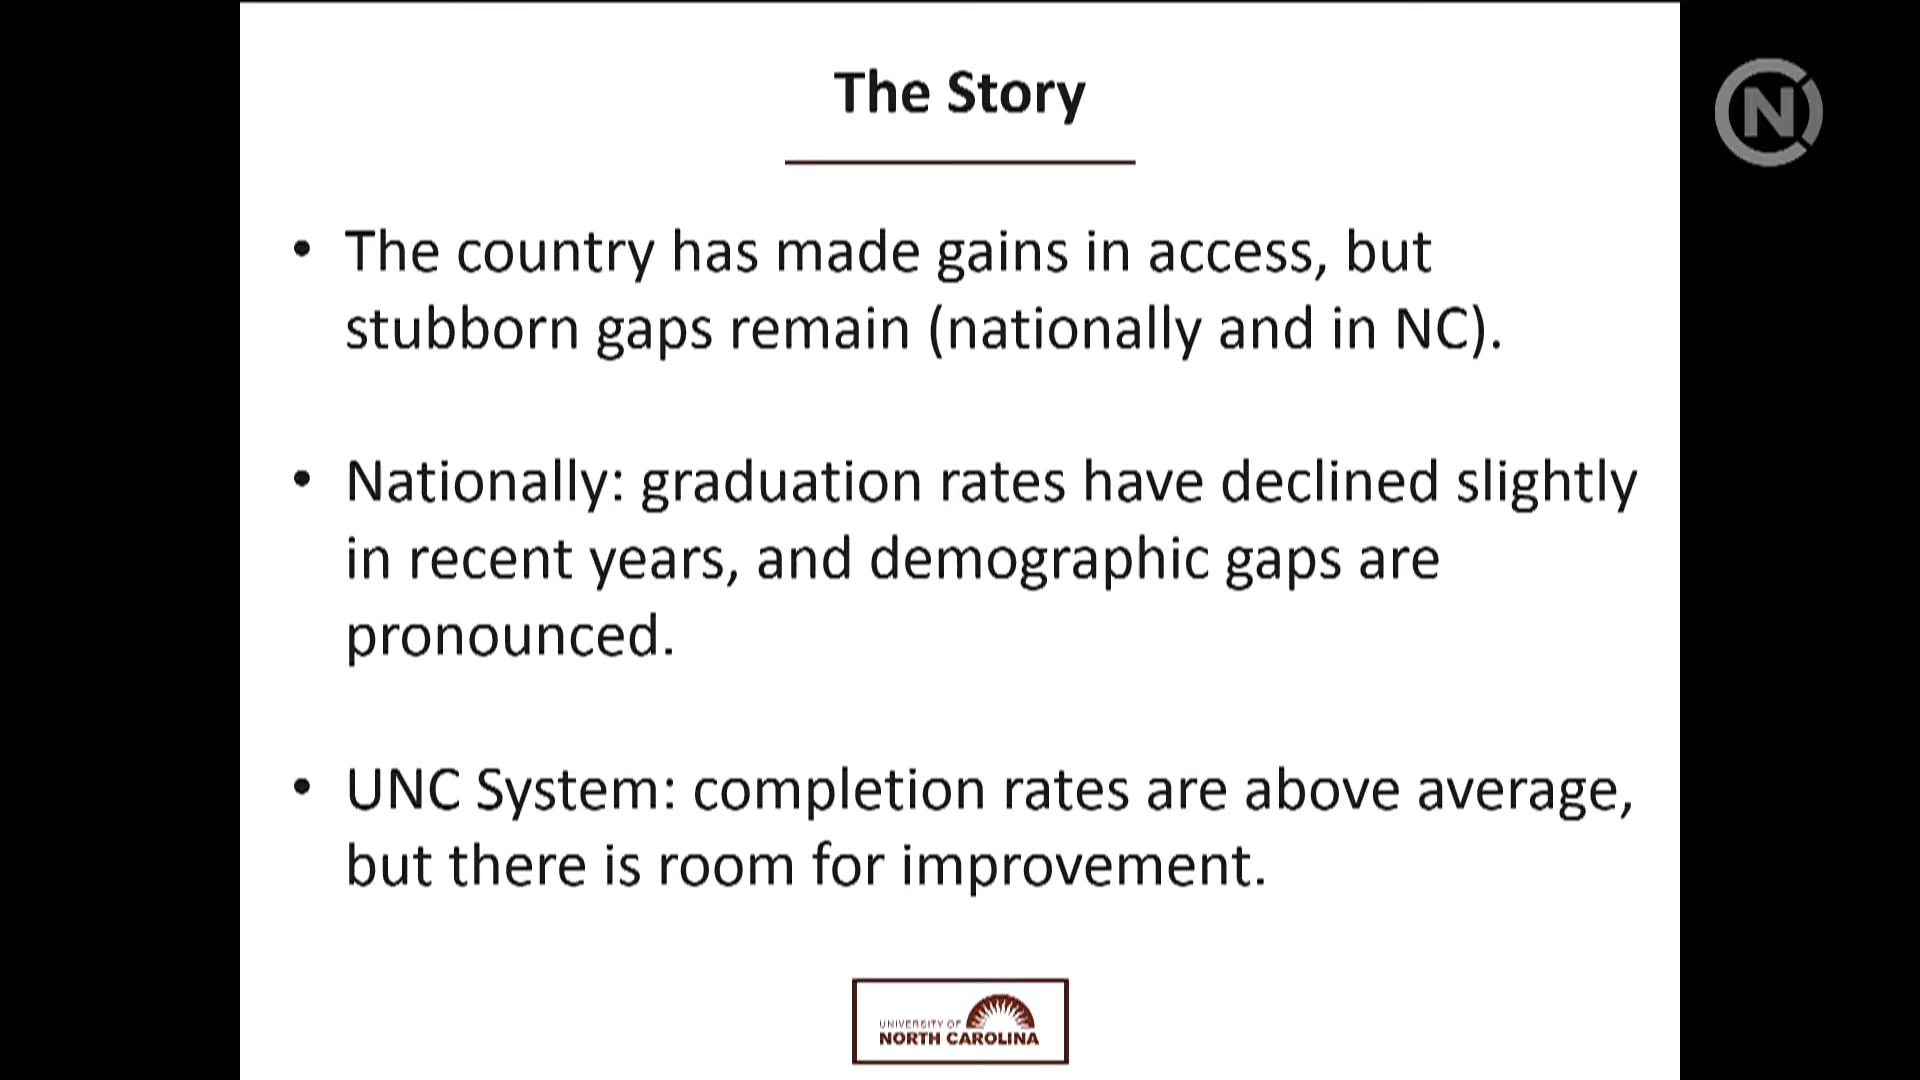 The Story
• The country has made gains in access, but
stubborn gaps remain (nationally and in NC).
• Nationally: graduation rates have declined slightly
in recent years, and demographic gaps are
pronounced.
• UNC System: completion rates are above average,
but there is room for improvement.
UNIVERSITY OF
NORTH CAROLINA
N